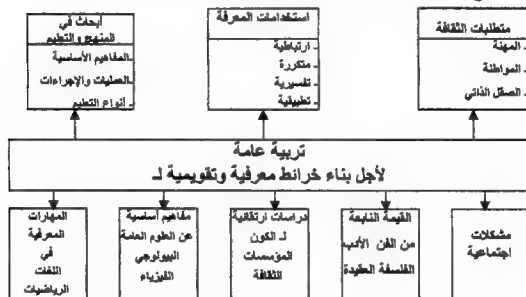 متطلبات الثقافة
ـ المهنة
ـ المواطنة
ـ الصقل الذاتي
استخدامات المعرفة
ـ ارتباطية
ـ متكررة
ـ تفسيرية
ـ تطبيقية
أبحاث في
المنهج والتعليم
ـ المفاهيم الأساسية
ـ العمليات والإجراءات
ـ أنواع التعليم
تربية عامة
لأجل بناء خرائط معرفية وتقويمية لـ
مشكلات
اجتماعية
القيمة النابعة
من الفن الأدب
الفلسفة العقيدة
دراسات ارتقائية
لـ الكون
المؤسسات
الثقافة
مفاهيم أساسية
عن العلوم العامة
البيولوجي
الفيزياء
المهارات
المعرفية
في
اللغات
الرياضيات